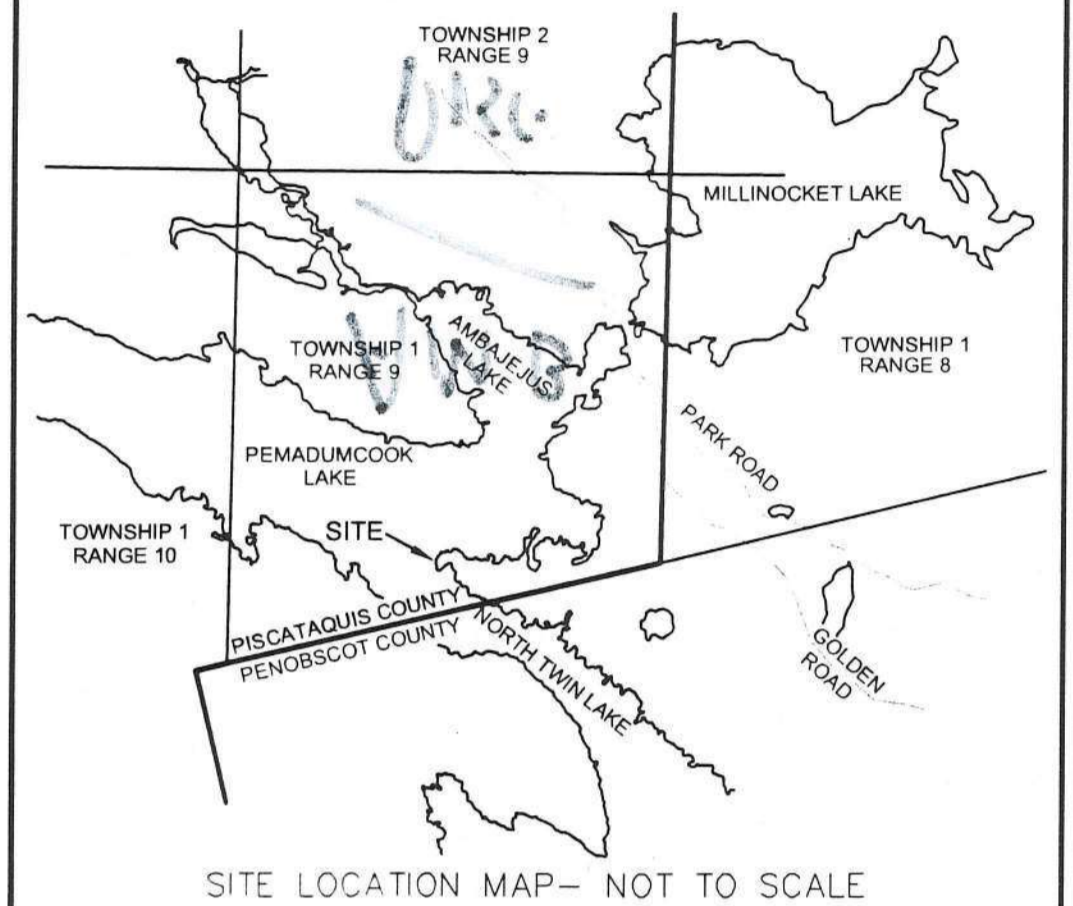 TOWNSHIP 2
RANGE 9
MILLINOCKET LAKE
AMBAJEJUS
LAKE
TOWNSHIP 1
RANGE 9
TOWNSHIP 1
RANGE 8
PARK ROAD
PEMADUMCOOK
LAKE
SITE
TOWNSHIP 1
RANGE 10
PISCATAQUIS COUNTY
PENOBSCOT COUNTY
NORTH TWIN LAKE
GOLDEN
ROAD
SITE LOCATION MAP- NOT TO SCALE